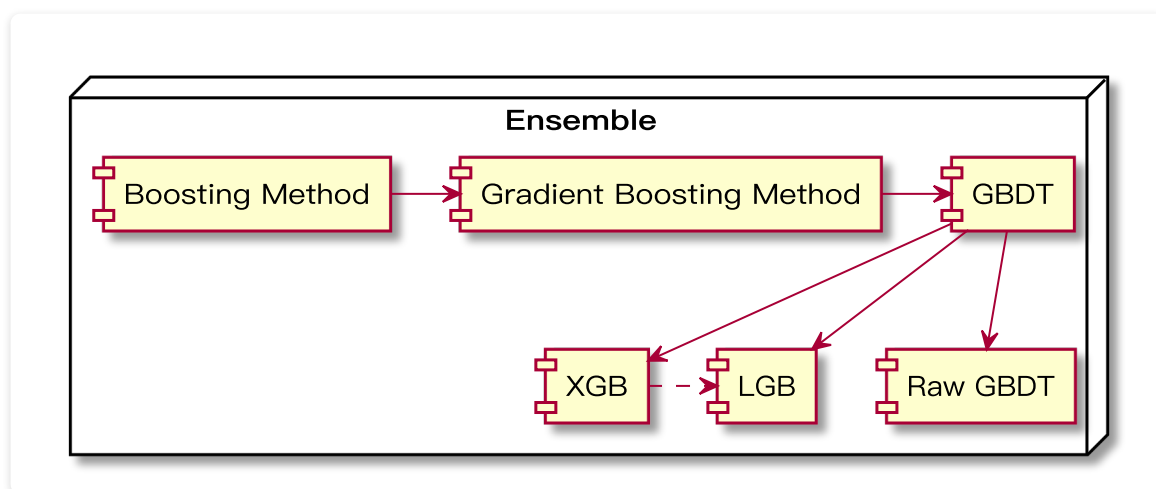 Ensemble
Boosting Method
Gradient Boosting Method
GBDT
XGB
LGB
Raw GBDT